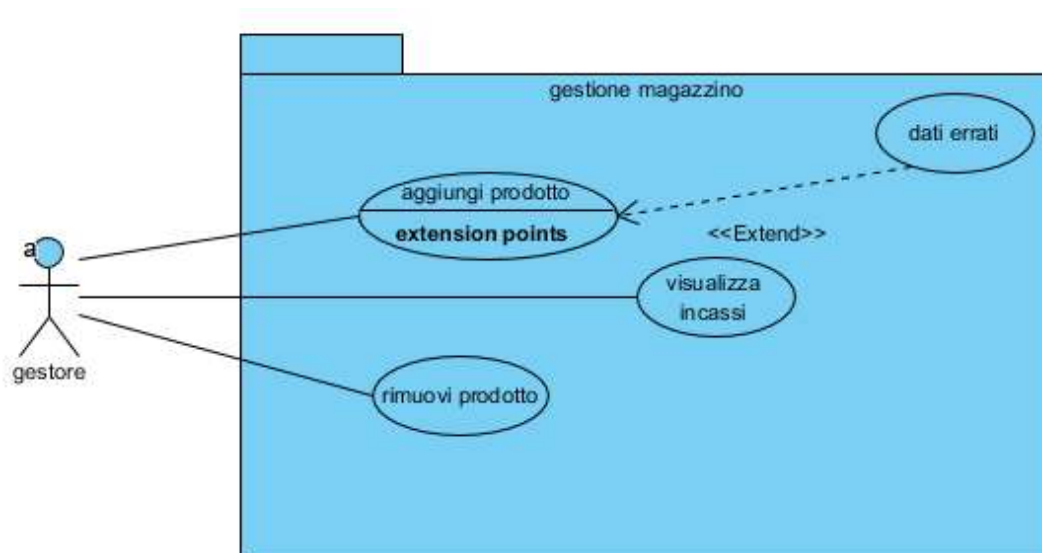 gestione magazzino
dati errati
aggiungi prodotto
extension points
<<Extend>>
a
visualizza
incassi
gestore
rimuovi prodotto